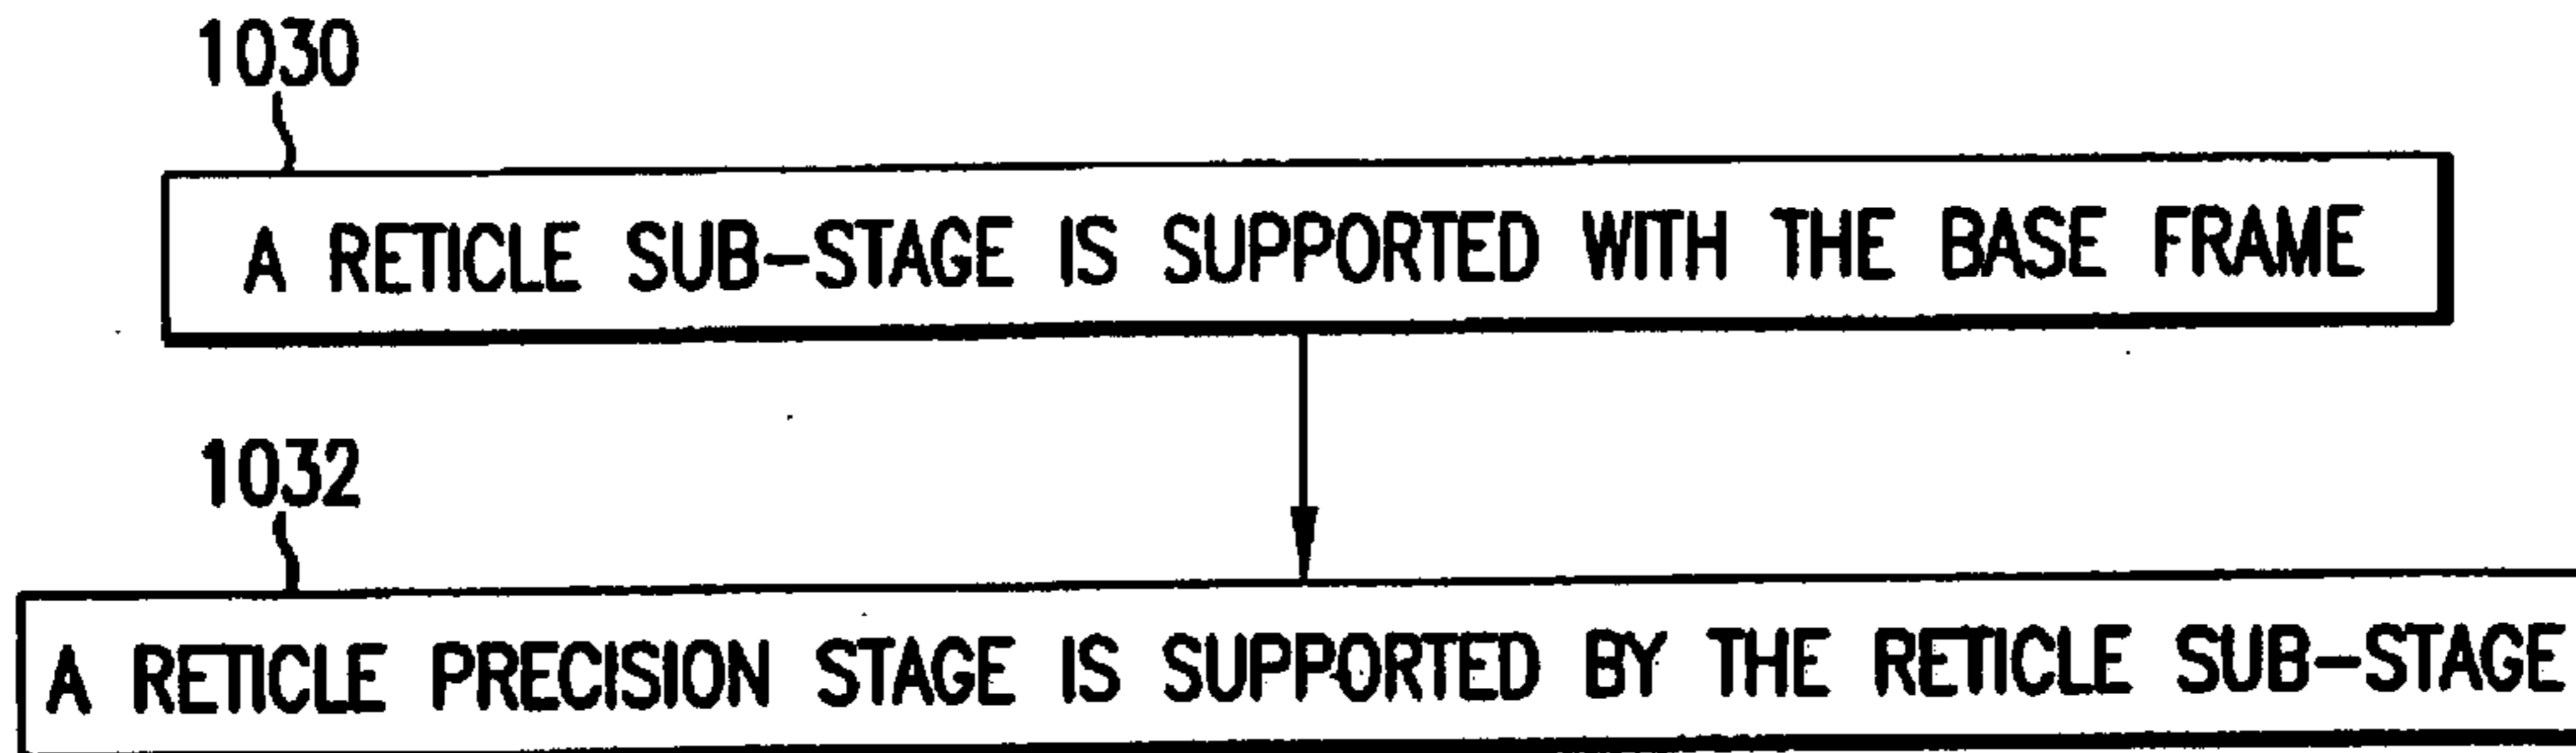 1030
A RETICLE SUB-STAGE IS SUPPORTED WITH THE BASE FRAME
1032
A RETICLE PRECISION STAGE IS SUPPORTED BY THE RETICLE SUB-STAGE